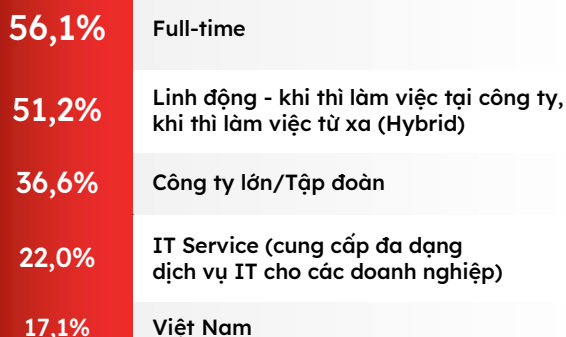 56,1%
Full-time
51,2%
Linh động - khi thì làm việc tại công ty,
khi thì làm việc từ xa (Hybrid)
36,6%
Công ty lớn/Tập đoàn
22,0%
IT Service (cung cấp đa dạng
dịch vụ IT cho các doanh nghiệp)
17,1%
Việt Nam